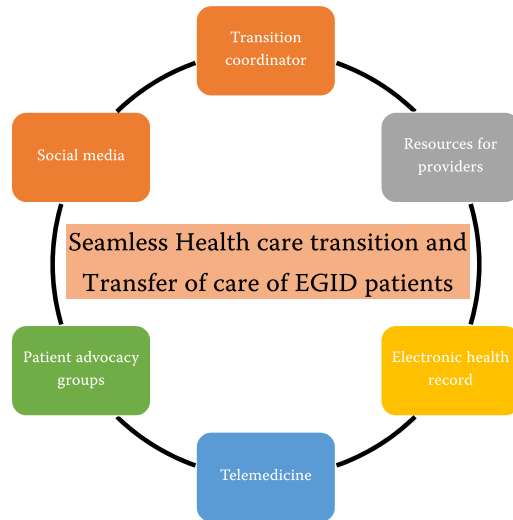 Transition
coordinator
Resources for
providers
Social media
Seamless Health care transition and
Transfer of care of EGID patients
Patient advocacy
groups
Electronic health
record
Telemedicine